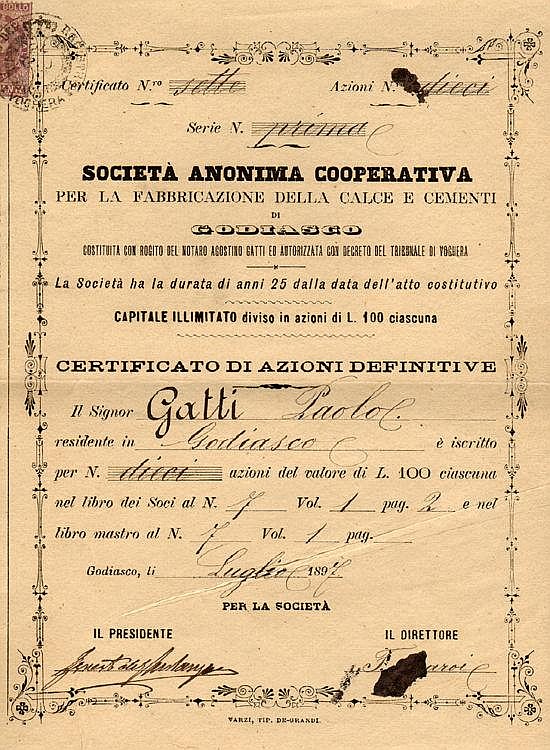 BOLLO
VOGHERA
Certificato N.ro sette Azioni N. dieci
Serie N. prima
SOCIETÀ ANONIMA COOPERATIVA
PER LA FABBRICAZIONE DELLA CALCE E CEMENTI
DI
GODIASCO
COSTITUITA CON ROGITO DEL NOTARO AGOSTINO GATTI ED AUTORIZZATA CON DECRETO DEL TRIBUNALE DI VOGHERA
La Società ha la durata di anni 25 dalla data dell'atto costitutivo
CAPITALE ILLIMITATO diviso in azioni di L. 100 ciascuna
CERTIFICATO DI AZIONI DEFINITIVE
Il Signor Gatti Paolo
residente in Godiasco è iscritto
per N. dieci azioni del valore di L. 100 ciascuna
nel libro dei Soci al N. 7 Vol. 1 pag. 2 e nel
libro mastro al N. 7 Vol. 1 pag.
Godiasco, li Luglio 1897
PER LA SOCIETÀ
IL PRESIDENTE IL DIRETTORE
VARZI, TIP. DE-GRANDI.